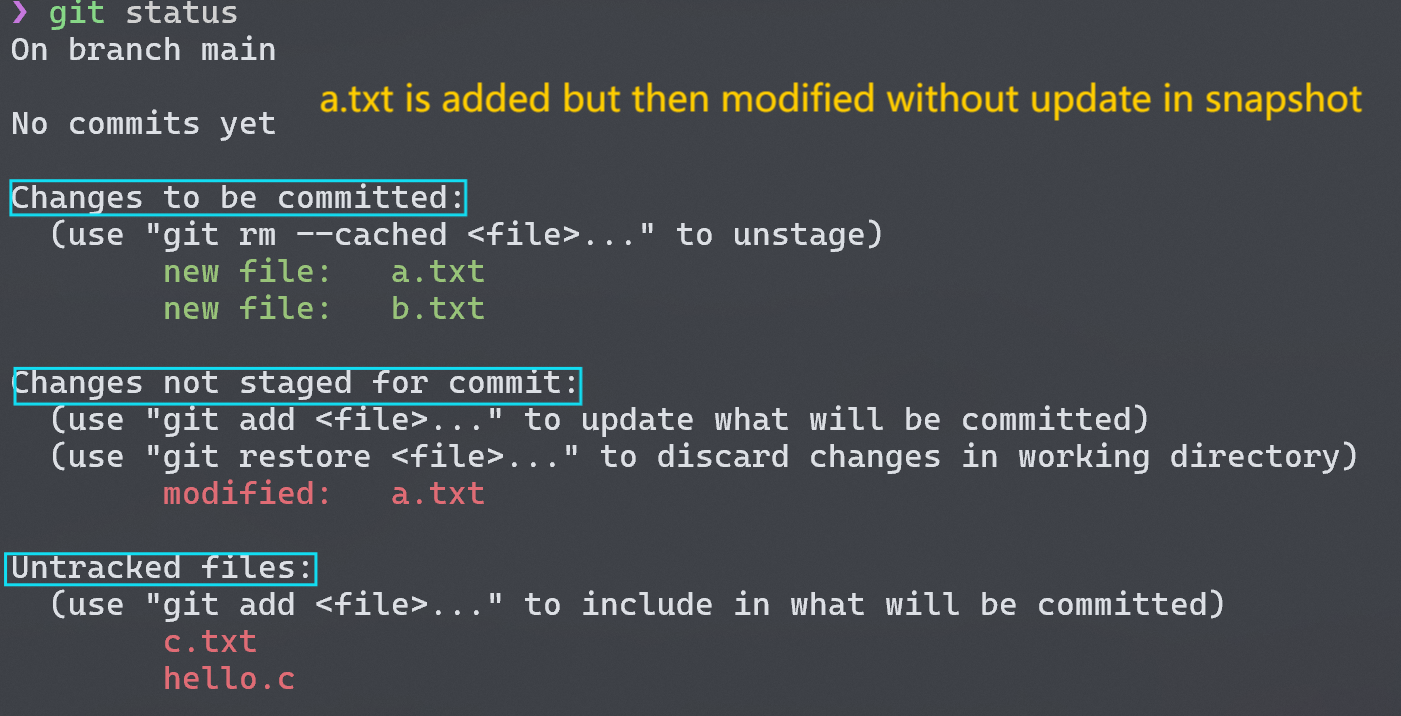 ❯ git status
On branch main
a.txt is added but then modified without update in snapshot
No commits yet
Changes to be committed:
  (use "git rm --cached <file>..." to unstage)
        new file:   a.txt
        new file:   b.txt
Changes not staged for commit:
  (use "git add <file>..." to update what will be committed)
  (use "git restore <file>..." to discard changes in working directory)
        modified:   a.txt
Untracked files:
  (use "git add <file>..." to include in what will be committed)
        c.txt
        hello.c